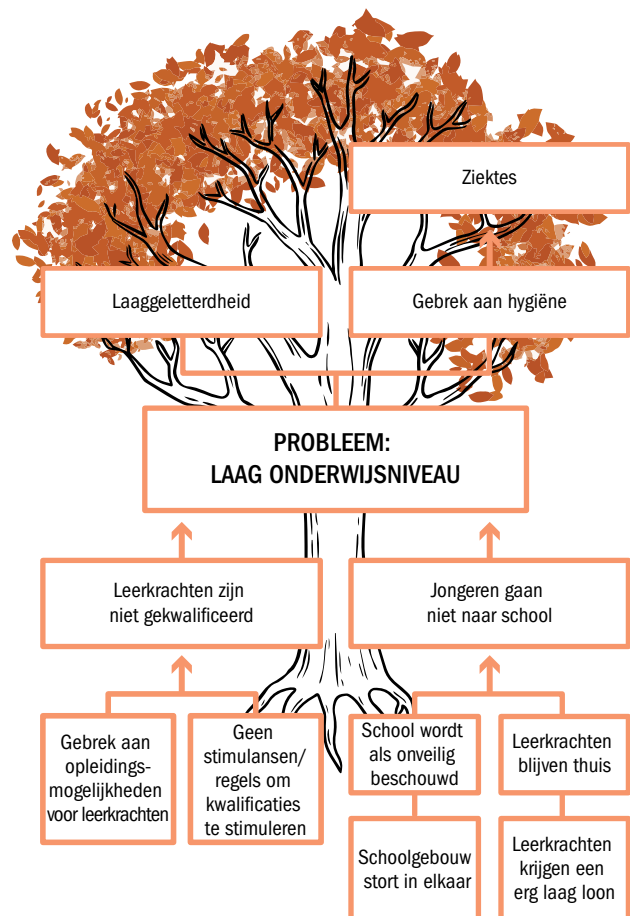 Ziektes
Laaggeletterdheid
Gebrek aan hygiëne
PROBLEEM:
LAAG ONDERWIJSNIVEAU
Leerkrachten zijn
niet gekwalificeerd
Jongeren gaan
niet naar school
Gebrek aan
opleidings-
mogelijkheden
voor leerkrachten
Geen
stimulansen/
regels om
kwalificaties
te stimuleren
School wordt
als onveilig
beschouwd
Leerkrachten
blijven thuis
Schoolgebouw
stort in elkaar
Leerkrachten
krijgen een
erg laag loon